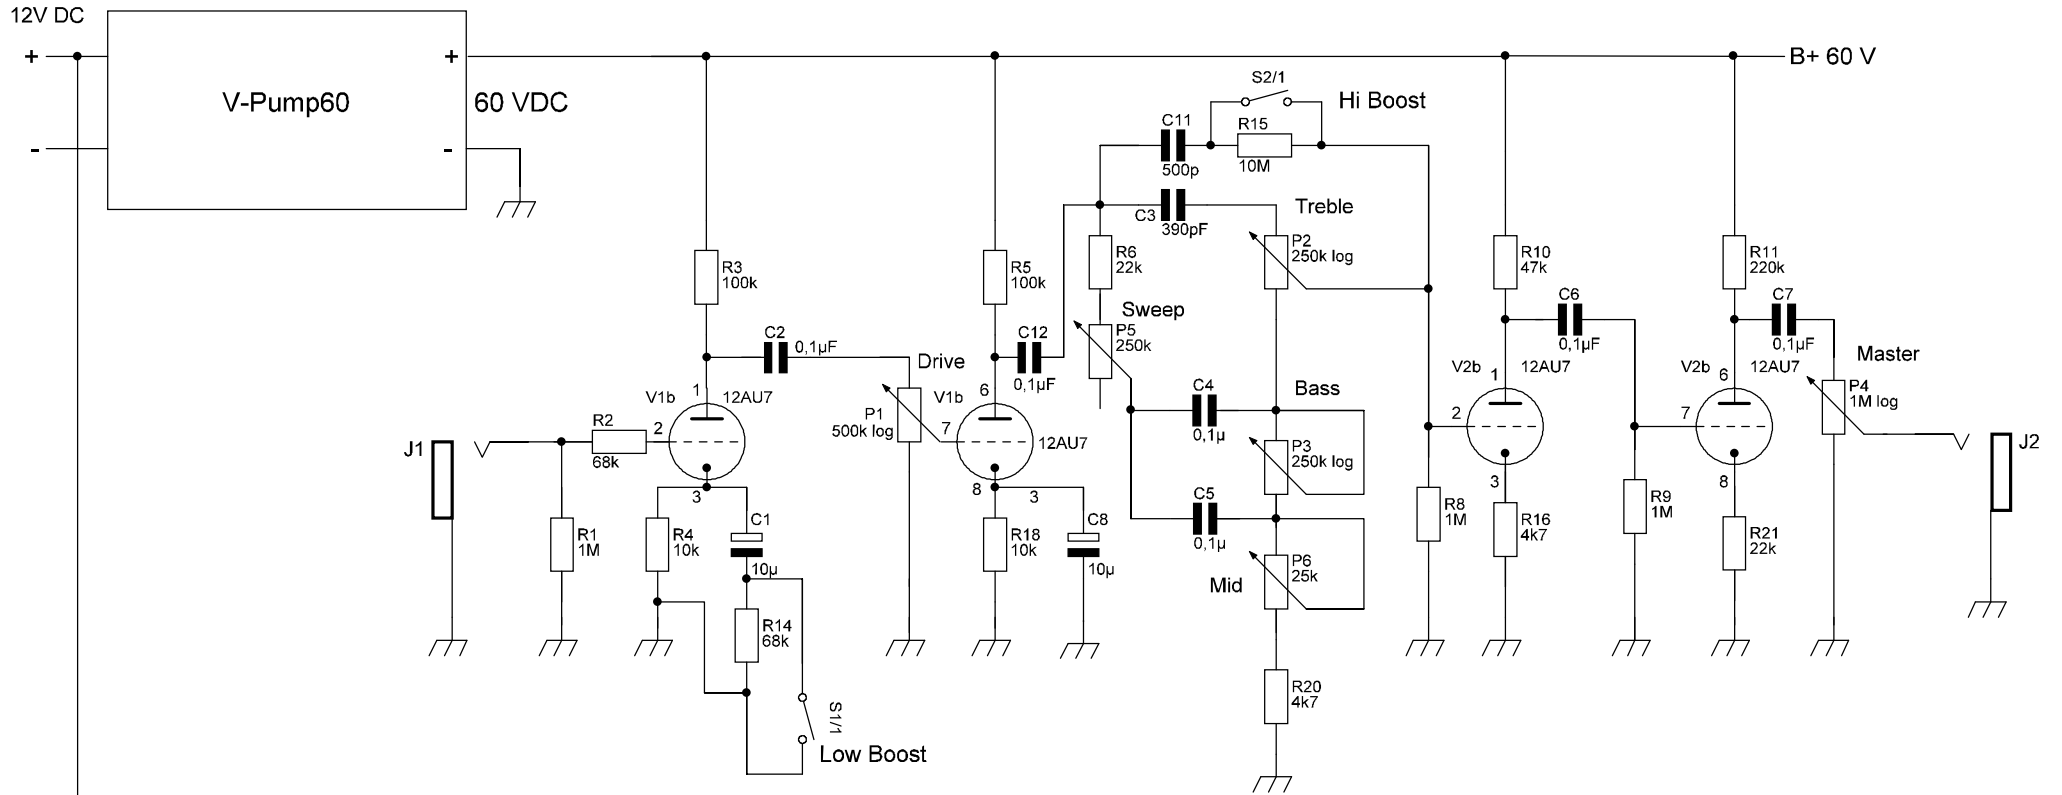 12V DC
+
-
V-Pump60
+
60 VDC
-
B+ 60 V
S2/1
Hi Boost
C11
500p
R15
10M
C3
390pF
Treble
P2
250k log
R6
22k
Sweep
P5
250k
R3
100k
R5
100k
R10
47k
R11
220k
C2
0,1µF
Drive
C12
0,1µF
C6
0,1µF
C7
0,1µF
Master
P4
1M log
V1b
1
12AU7
P1
500k log
V1b
6
7
12AU7
C4
0,1µ
Bass
P3
250k log
V2b
1
12AU7
2
V2b
6
12AU7
7
J1
R2
68k
2
3
8
3
3
8
J2
R1
1M
R4
10k
C1
10µ
R18
10k
C8
10µ
C5
0,1µ
Mid
P6
25k
R8
1M
R16
4k7
R9
1M
R21
22k
R14
68k
S1/1
Low Boost
R20
4k7